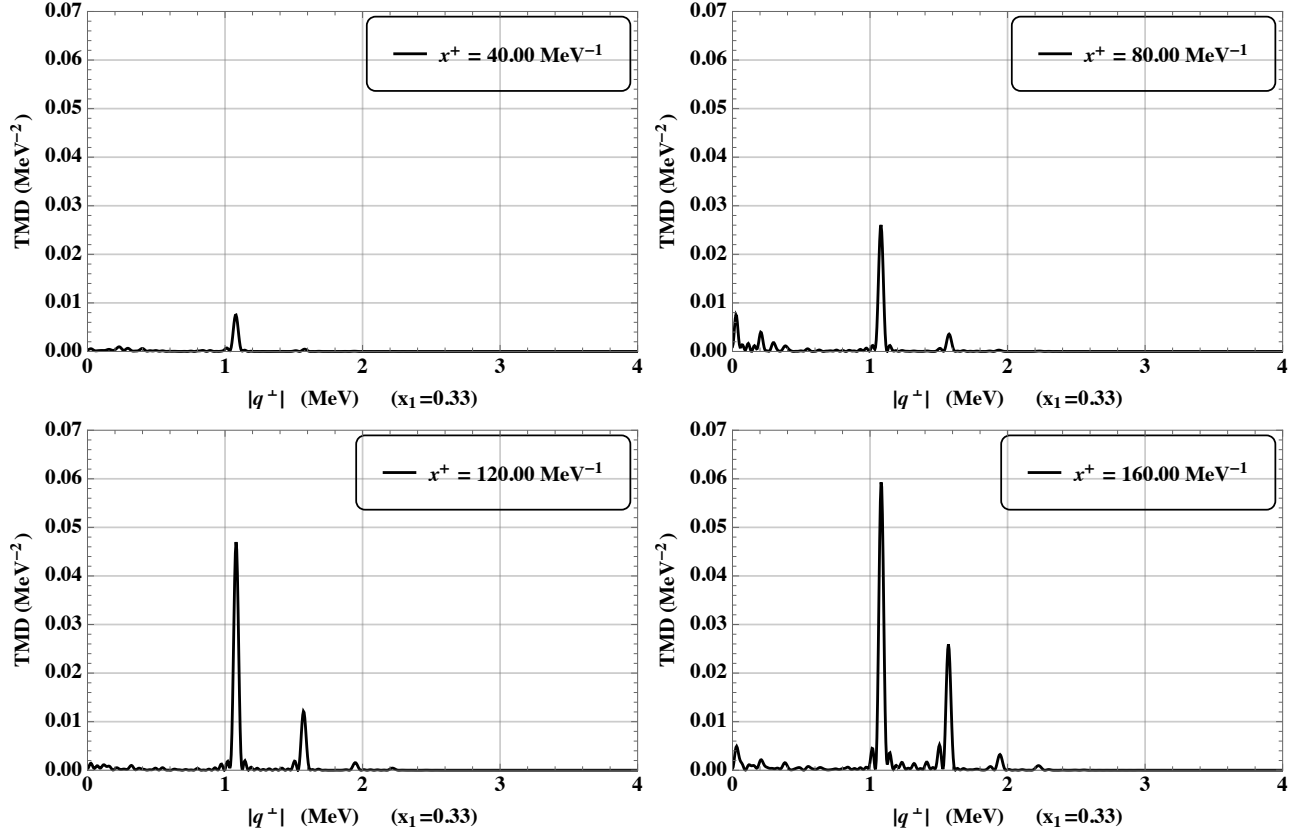 0.07
0.06
0.05
0.04
0.03
0.02
0.01
0.00
TMD (MeV⁻²)
x⁺ = 40.00 MeV⁻¹
0 1 2 3 4
|q⊥| (MeV) (x₁=0.33)
0.07
0.06
0.05
0.04
0.03
0.02
0.01
0.00
TMD (MeV⁻²)
x⁺ = 80.00 MeV⁻¹
0 1 2 3 4
|q⊥| (MeV) (x₁=0.33)
0.07
0.06
0.05
0.04
0.03
0.02
0.01
0.00
TMD (MeV⁻²)
x⁺ = 120.00 MeV⁻¹
0 1 2 3 4
|q⊥| (MeV) (x₁=0.33)
0.07
0.06
0.05
0.04
0.03
0.02
0.01
0.00
TMD (MeV⁻²)
x⁺ = 160.00 MeV⁻¹
0 1 2 3 4
|q⊥| (MeV) (x₁=0.33)